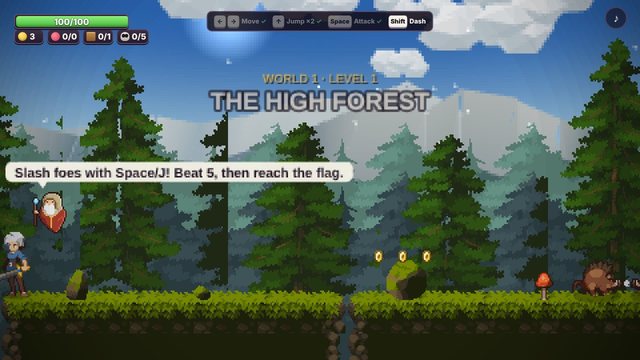 100/100
3 0/0 0/1 0/5
← → Move ✓ ↑ Jump ×2 ✓ Space Attack ✓ Shift Dash
WORLD 1 · LEVEL 1
THE HIGH FOREST
Slash foes with Space/J! Beat 5, then reach the flag.